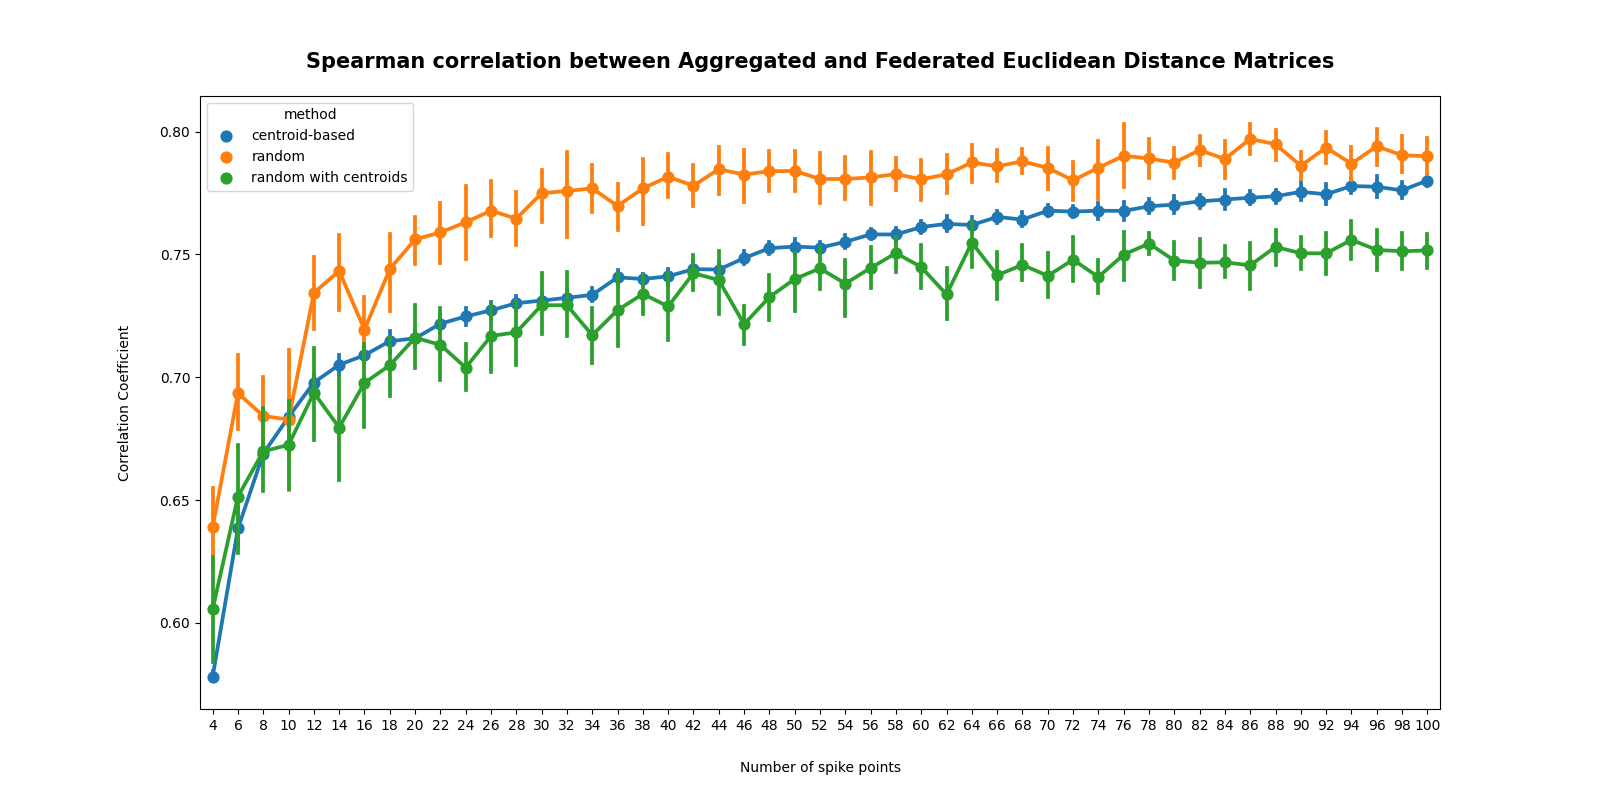 Spearman correlation between Aggregated and Federated Euclidean Distance Matrices
method
centroid-based
random
random with centroids
0.80
0.75
0.70
0.65
0.60
Correlation Coefficient
4 6 8 10 12 14 16 18 20 22 24 26 28 30 32 34 36 38 40 42 44 46 48 50 52 54 56 58 60 62 64 66 68 70 72 74 76 78 80 82 84 86 88 90 92 94 96 98 100
Number of spike points